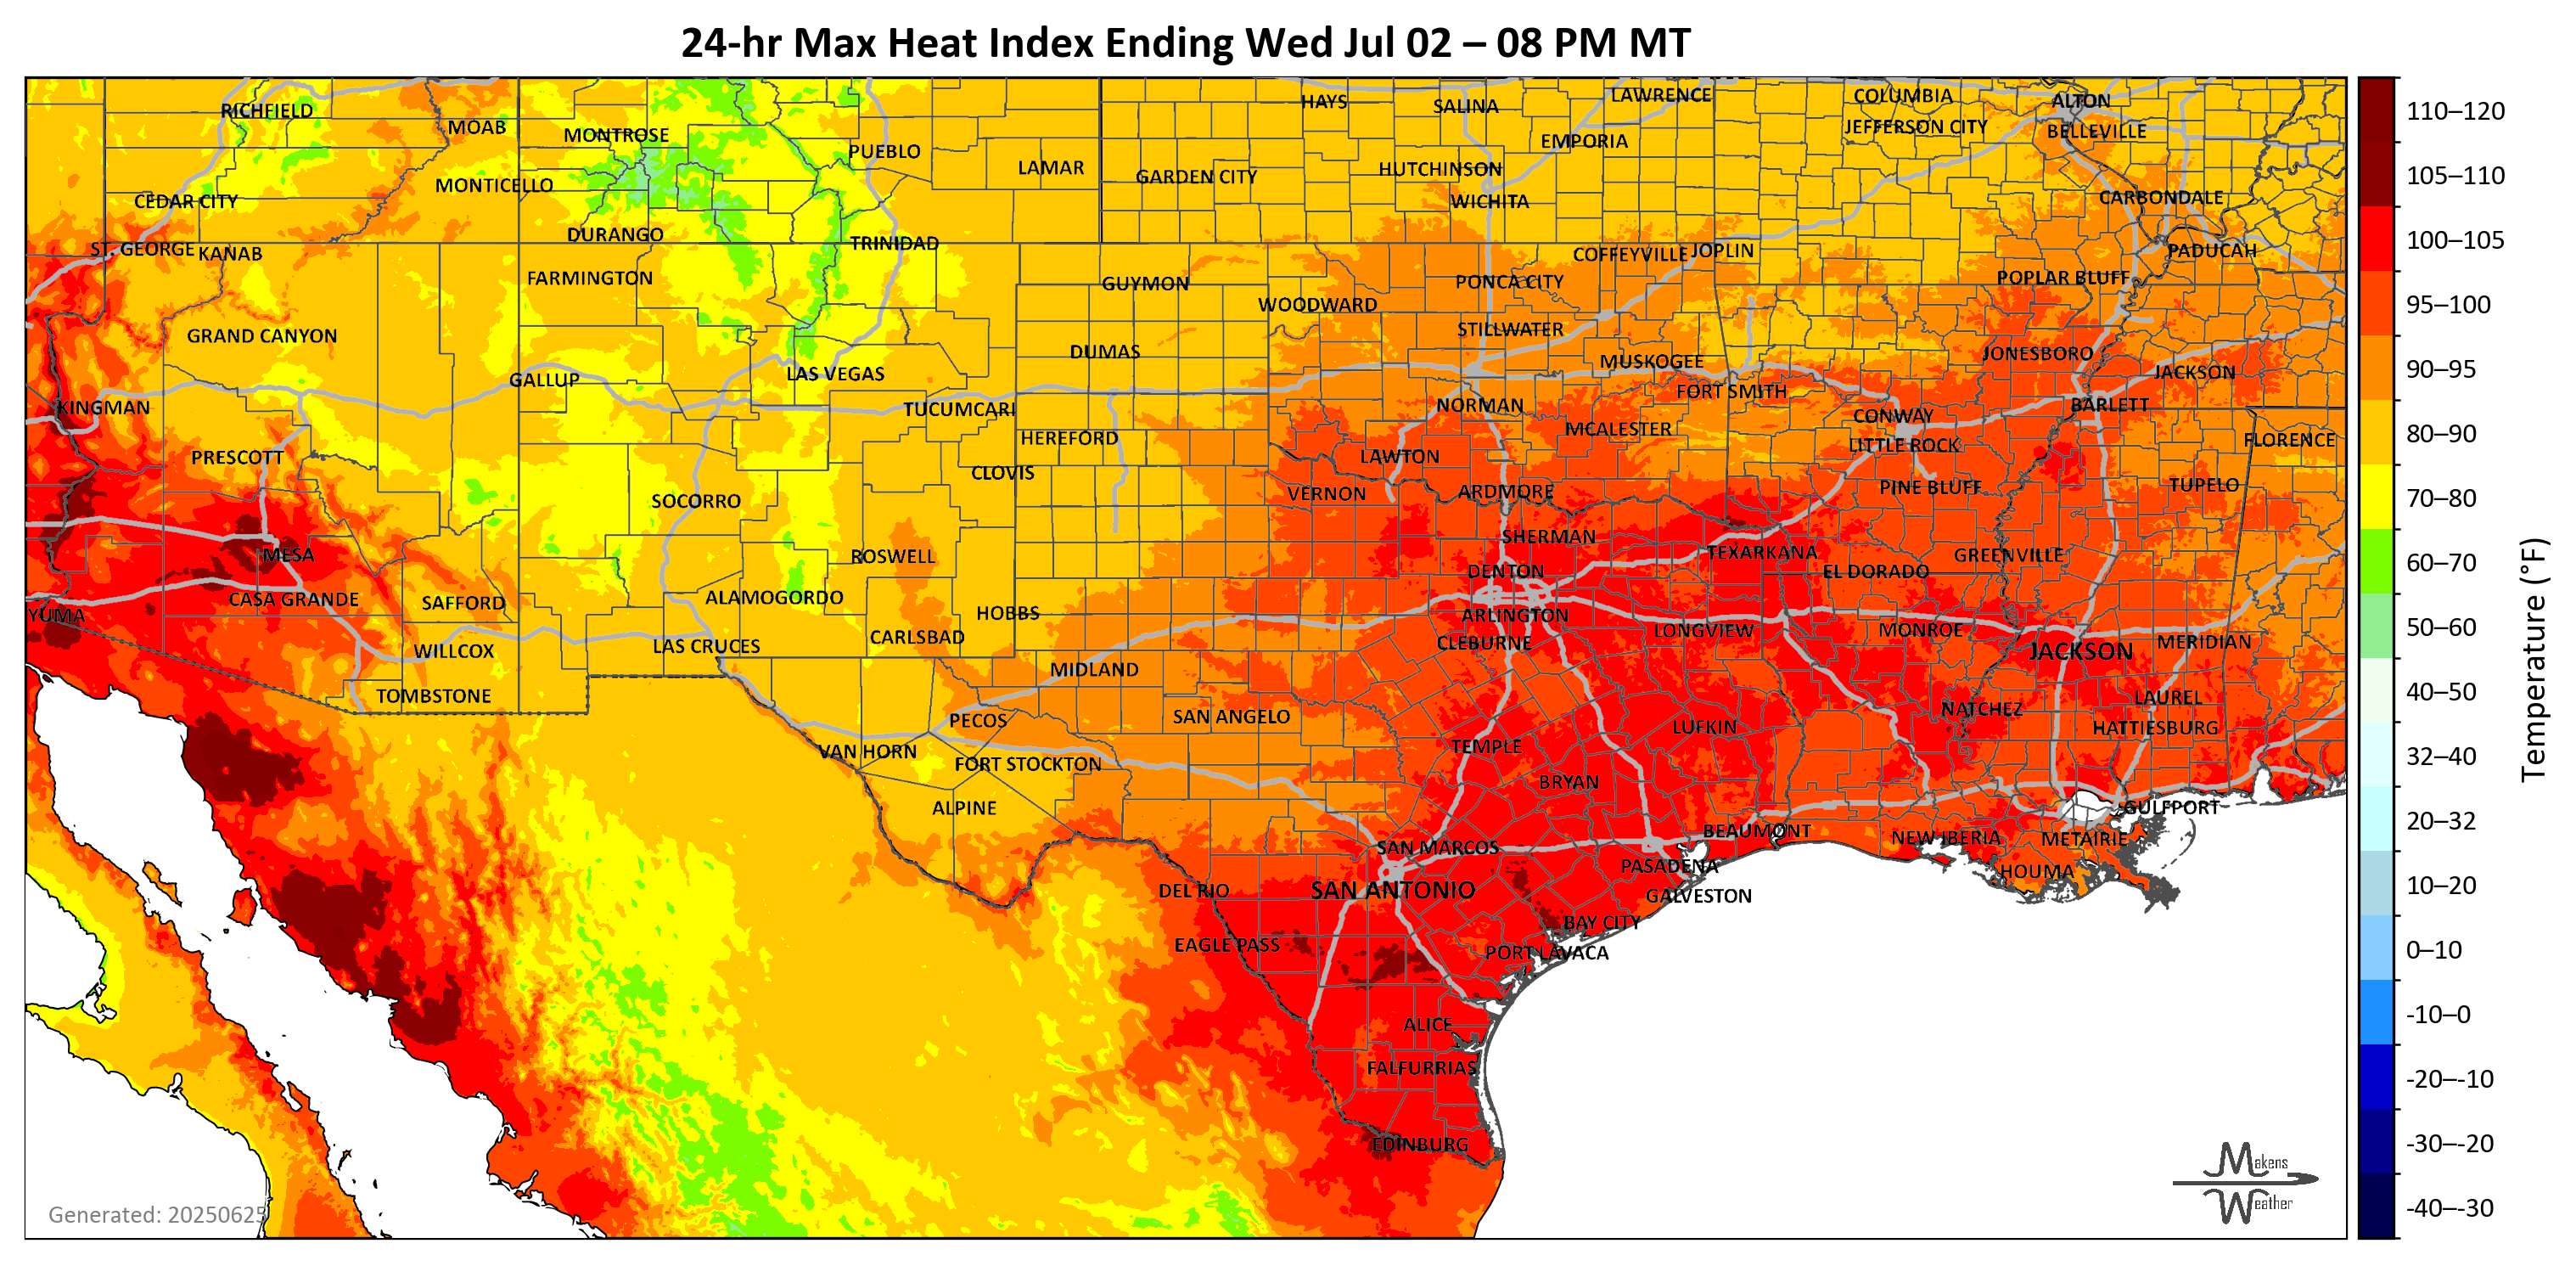 24-hr Max Heat Index Ending Wed Jul 02 – 08 PM MT
RICHFIELD
MOAB
MONTROSE
PUEBLO
LAMAR
HAYS
SALINA
LAWRENCE
COLUMBIA
ALTON
JEFFERSON CITY
BELLEVILLE
EMPORIA
HUTCHINSON
GARDEN CITY
MONTICELLO
CEDAR CITY
WICHITA
CARBONDALE
DURANGO
TRINIDAD
ST. GEORGE
KANAB
COFFEYVILLE
JOPLIN
PADUCAH
FARMINGTON
GUYMON
PONCA CITY
POPLAR BLUFF
WOODWARD
STILLWATER
GRAND CANYON
DUMAS
MUSKOGEE
JONESBORO
JACKSON
LAS VEGAS
GALLUP
FORT SMITH
KINGMAN
TUCUMCARI
NORMAN
CONWAY
BARLETT
MCALESTER
HEREFORD
LITTLE ROCK
FLORENCE
PRESCOTT
LAWTON
CLOVIS
PINE BLUFF
TUPELO
SOCORRO
VERNON
ARDMORE
SHERMAN
MESA
ROSWELL
TEXARKANA
GREENVILLE
DENTON
EL DORADO
CASA GRANDE
SAFFORD
ALAMOGORDO
HOBBS
YUMA
ARLINGTON
LONGVIEW
MONROE
CARLSBAD
CLEBURNE
LAS CRUCES
WILLCOX
JACKSON
MERIDIAN
MIDLAND
TOMBSTONE
LAUREL
NATCHEZ
PECOS
SAN ANGELO
LUFKIN
HATTIESBURG
VAN HORN
TEMPLE
FORT STOCKTON
BRYAN
ALPINE
GULFPORT
BEAUMONT
NEW IBERIA
METAIRIE
SAN MARCOS
PASADENA
HOUMA
DEL RIO
SAN ANTONIO
GALVESTON
BAY CITY
EAGLE PASS
PORT LAVACA
ALICE
FALFURRIAS
EDINBURG
Generated: 20250625
Makens
Weather
110–120
105–110
100–105
95–100
90–95
80–90
70–80
60–70
50–60
40–50
32–40
20–32
10–20
0–10
-10–0
-20–-10
-30–-20
-40–-30
Temperature (°F)